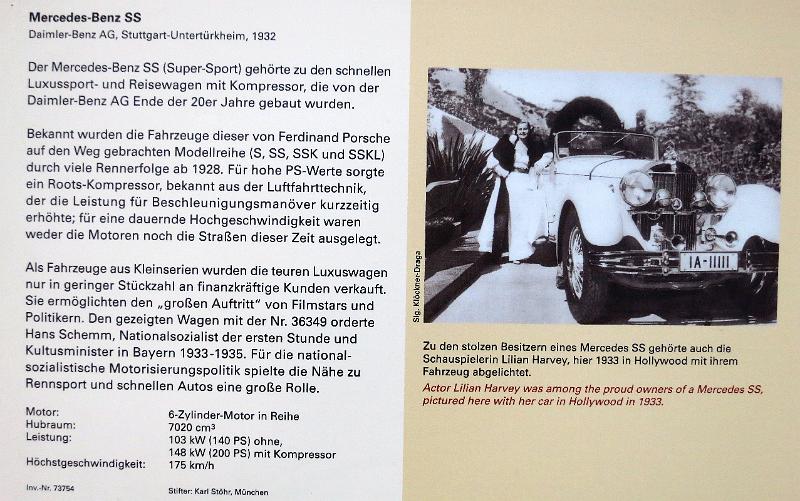 Mercedes-Benz SS
Daimler-Benz AG, Stuttgart-Untertürkheim, 1932
Der Mercedes-Benz SS (Super-Sport) gehörte zu den schnellen
Luxussport- und Reisewagen mit Kompressor, die von der
Daimler-Benz AG Ende der 20er Jahre gebaut wurden.
Bekannt wurden die Fahrzeuge dieser von Ferdinand Porsche
auf den Weg gebrachten Modellreihe (S, SS, SSK und SSKL)
durch viele Rennerfolge ab 1928. Für hohe PS-Werte sorgte
ein Roots-Kompressor, bekannt aus der Luftfahrttechnik,
der die Leistung für Beschleunigungsmanöver kurzzeitig
erhöhte; für eine dauernde Hochgeschwindigkeit waren
weder die Motoren noch die Straßen dieser Zeit ausgelegt.
Als Fahrzeuge aus Kleinserien wurden die teuren Luxuswagen
nur in geringer Stückzahl an finanzkräftige Kunden verkauft.
Sie ermöglichten den „großen Auftritt" von Filmstars und
Politikern. Den gezeigten Wagen mit der Nr. 36349 orderte
Hans Schemm, Nationalsozialist der ersten Stunde und
Kultusminister in Bayern 1933-1935. Für die national-
sozialistische Motorisierungspolitik spielte die Nähe zu
Rennsport und schnellen Autos eine große Rolle.
Motor: 6-Zylinder-Motor in Reihe
Hubraum: 7020 cm³
Leistung: 103 kW (140 PS) ohne,
148 kW (200 PS) mit Kompressor
Höchstgeschwindigkeit: 175 km/h
Inv.-Nr. 73754 Stifter: Karl Stöhr, München
IA-11111
Slg. Klöckner-Draga
Zu den stolzen Besitzern eines Mercedes SS gehörte auch die
Schauspielerin Lilian Harvey, hier 1933 in Hollywood mit ihrem
Fahrzeug abgelichtet.
Actor Lilian Harvey was among the proud owners of a Mercedes SS,
pictured here with her car in Hollywood in 1933.